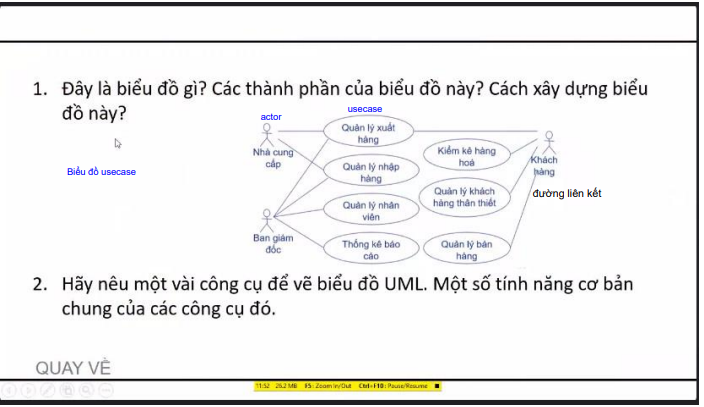 1. Đây là biểu đồ gì? Các thành phần của biểu đồ này? Cách xây dựng biểu
đồ này?
actor
usecase
Quản lý xuất
hàng
Nhà cung
cấp
Kiểm kê hàng
hoá
Khách
hàng
Quản lý nhập
hàng
Biểu đồ usecase
Quản lý khách
hàng thân thiết
đường liên kết
Quản lý nhân
viên
Ban giám
đốc
Thống kê báo
cáo
Quản lý bán
hàng
2. Hãy nêu một vài công cụ để vẽ biểu đồ UML. Một số tính năng cơ bản
chung của các công cụ đó.
QUAY VỀ
11:52 26.2 MB F5: Zoom In/Out Ctrl+F10: Pause/Resume